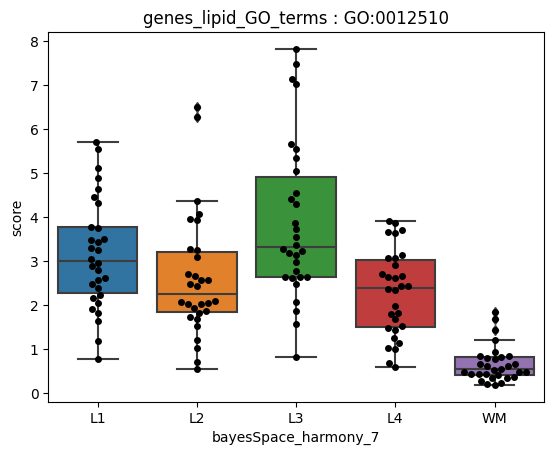 genes_lipid_GO_terms : GO:0012510
8
7
6
5
4
3
2
1
0
score
L1 L2 L3 L4 WM
bayesSpace_harmony_7